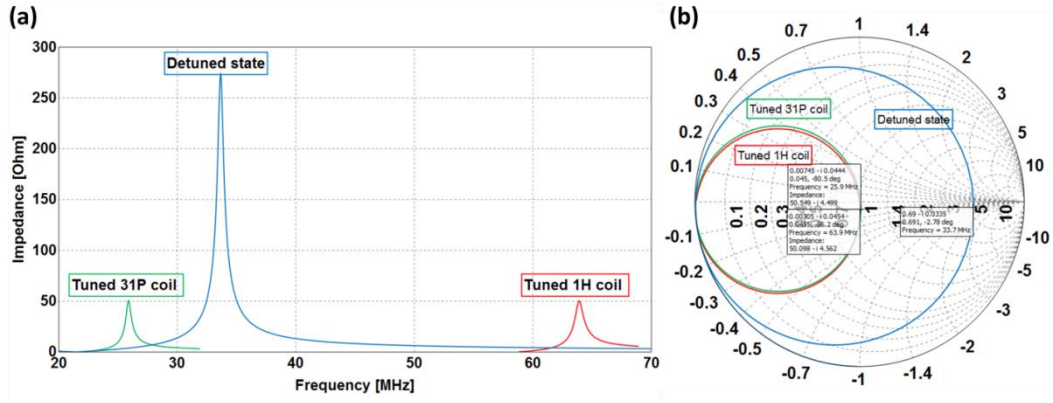 (a)
300
250
200
150
100
50
0
Impedance [Ohm]
Detuned state
Tuned 31P coil
Tuned 1H coil
20 30 40 50 60 70
Frequency [MHz]
(b)
1
0.7 1.4
0.5 2
0.4
0.3 3
0.2 5
0.1 10
-0.1 -10
-0.2 -5
-0.3 -3
-0.4
-0.5 -2
-0.7 -1.4
-1
Tuned 31P coil
Detuned state
Tuned 1H coil
0.00745 - i 0.0444
0.045, -80.5 deg
Frequency = 25.9 MHz
Impedance:
50.549 - i 4.499
0.00305 - i 0.0454
Frequency = 63.9 MHz
Impedance:
50.098 - i 4.562
0.69 - i 0.0335
0.691, -2.78 deg
Frequency = 33.7 MHz
0.1 0.2 0.3 1 1.4 3 5 10